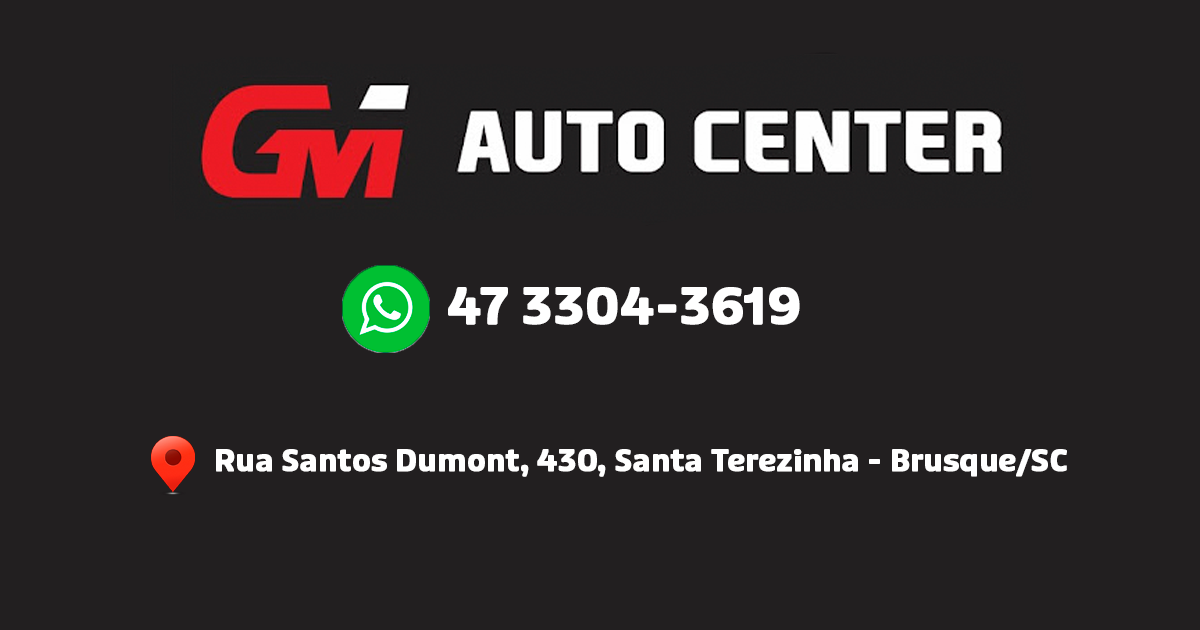 GM AUTO CENTER
47 3304-3619
Rua Santos Dumont, 430, Santa Terezinha - Brusque/SC